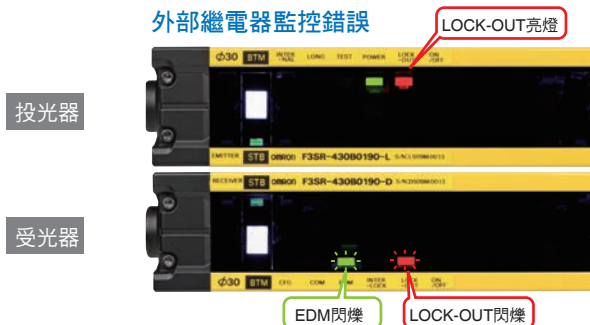 外部繼電器監控錯誤
LOCK-OUT亮燈
Φ30 BTM INTER-NAL LONG TEST POWER LOCK-OUT ON/OFF
投光器
EMITTER STB OMRON F3SR-430B0190-L
RECEIVER STB OMRON F3SR-430B0190-D
受光器
Φ30 BTM CFG COM EDM INTER-LOCK LOCK-OUT ON/OFF
EDM閃爍
LOCK-OUT閃爍